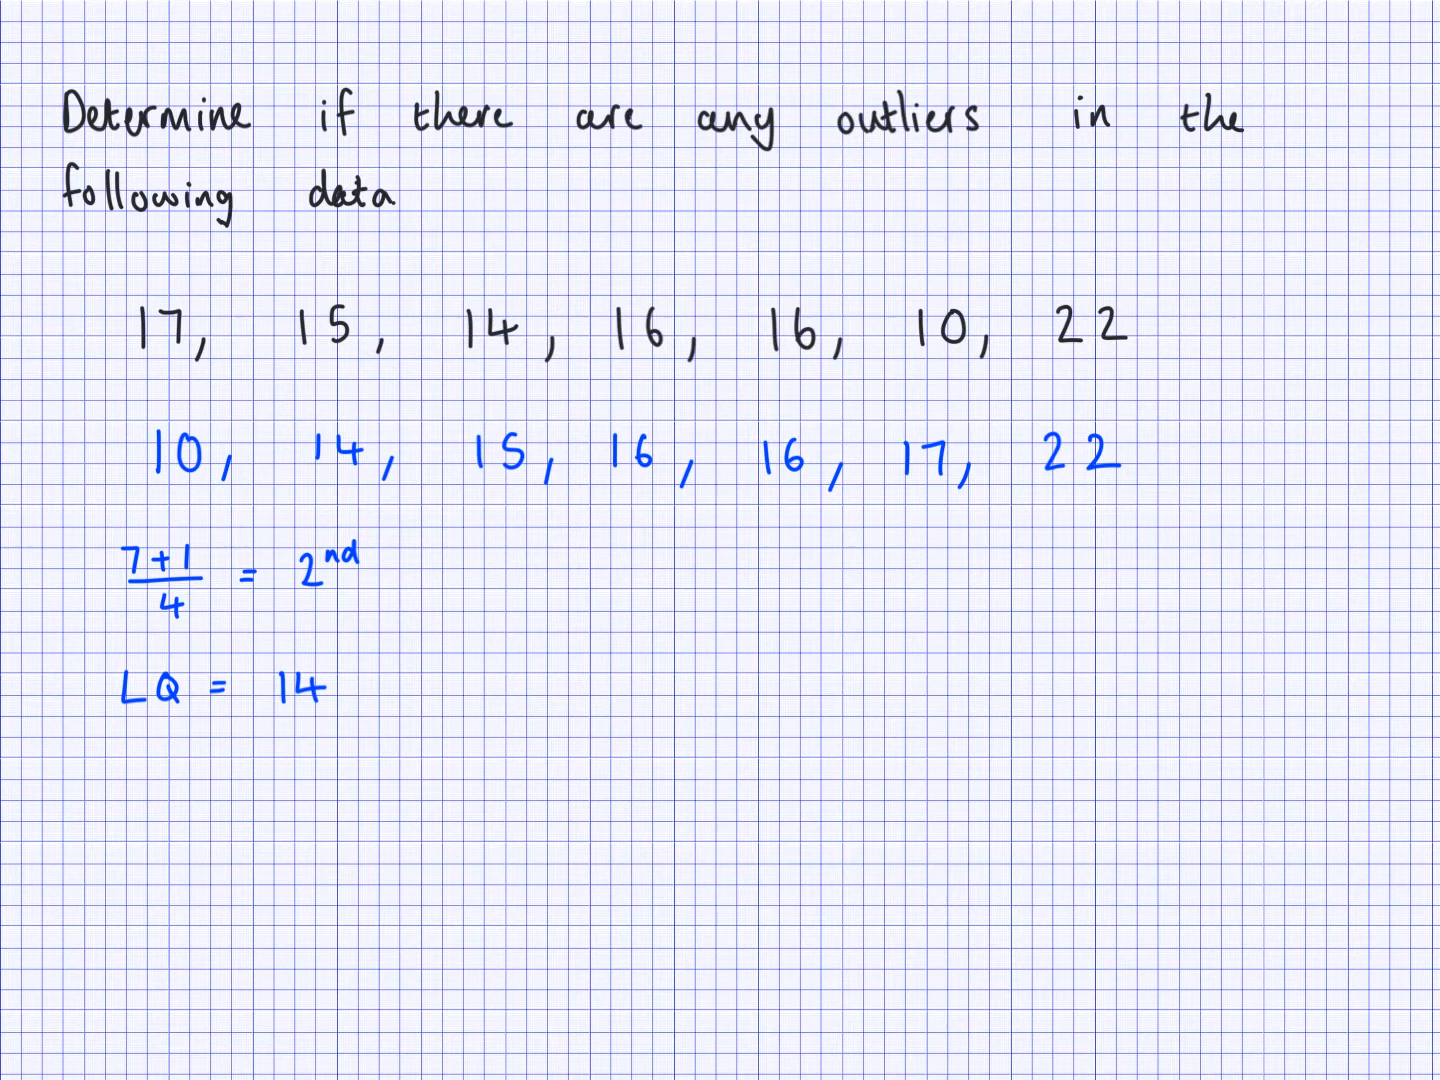 Determine if there are any outliers in the
following data
17, 15, 14, 16, 16, 10, 22
10, 14, 15, 16, 16, 17, 22
7+1
4 = 2nd
LQ = 14